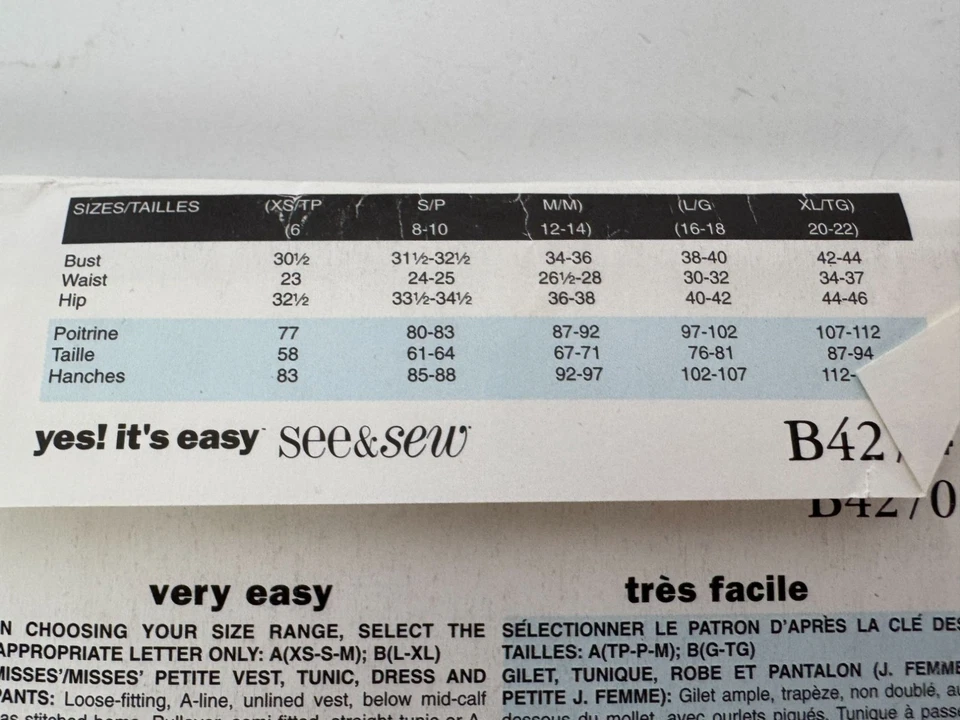 SIZES/TAILLES (XS/TP S/P M/M) (L/G XL/TG)
(6 8-10 12-14) (16-18 20-22)
Bust 30½ 31½-32½ 34-36 38-40 42-44
Waist 23 24-25 26½-28 30-32 34-37
Hip 32½ 33½-34½ 36-38 40-42 44-46
Poitrine 77 80-83 87-92 97-102 107-112
Taille 58 61-64 67-71 76-81 87-94
Hanches 83 85-88 92-97 102-107 112-
yes! it's easy see&sew B42
very easy
N CHOOSING YOUR SIZE RANGE, SELECT THE
APPROPRIATE LETTER ONLY: A(XS-S-M); B(L-XL)
MISSES'/MISSES' PETITE VEST, TUNIC, DRESS AND
PANTS: Loose-fitting, A-line, unlined vest, below mid-calf
très facile
SÉLECTIONNER LE PATRON D'APRÈS LA CLÉ DES
TAILLES: A(TP-P-M); B(G-TG)
GILET, TUNIQUE, ROBE ET PANTALON (J. FEMME
PETITE J. FEMME): Gilet ample, trapèze, non doublé, au